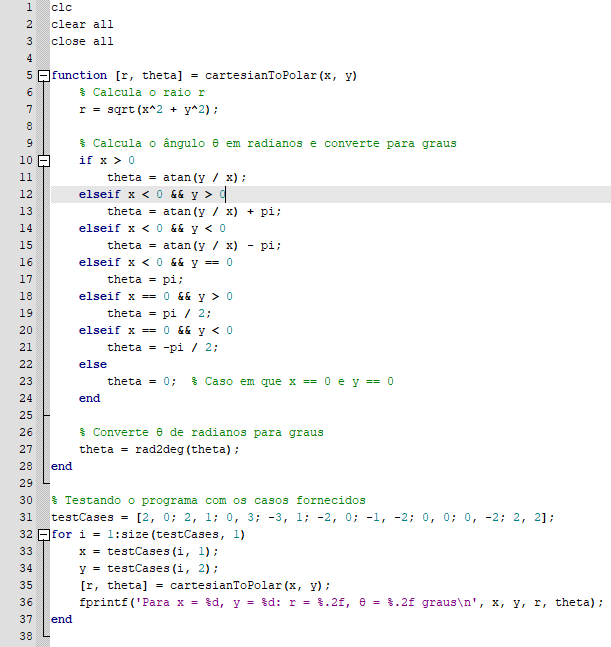 1 clc
2 clear all
3 close all
4
5 function [r, theta] = cartesianToPolar(x, y)
6     % Calcula o raio r
7     r = sqrt(x^2 + y^2);
8
9     % Calcula o ângulo θ em radianos e converte para graus
10     if x > 0
11         theta = atan(y / x);
12     elseif x < 0 && y > 0
13         theta = atan(y / x) + pi;
14     elseif x < 0 && y < 0
15         theta = atan(y / x) - pi;
16     elseif x < 0 && y == 0
17         theta = pi;
18     elseif x == 0 && y > 0
19         theta = pi / 2;
20     elseif x == 0 && y < 0
21         theta = -pi / 2;
22     else
23         theta = 0;  % Caso em que x == 0 e y == 0
24     end
25
26     % Converte θ de radianos para graus
27     theta = rad2deg(theta);
28 end
29
30 % Testando o programa com os casos fornecidos
31 testCases = [2, 0; 2, 1; 0, 3; -3, 1; -2, 0; -1, -2; 0, 0; 0, -2; 2, 2];
32 for i = 1:size(testCases, 1)
33     x = testCases(i, 1);
34     y = testCases(i, 2);
35     [r, theta] = cartesianToPolar(x, y);
36     fprintf('Para x = %d, y = %d: r = %.2f, θ = %.2f graus\n', x, y, r, theta);
37 end
38